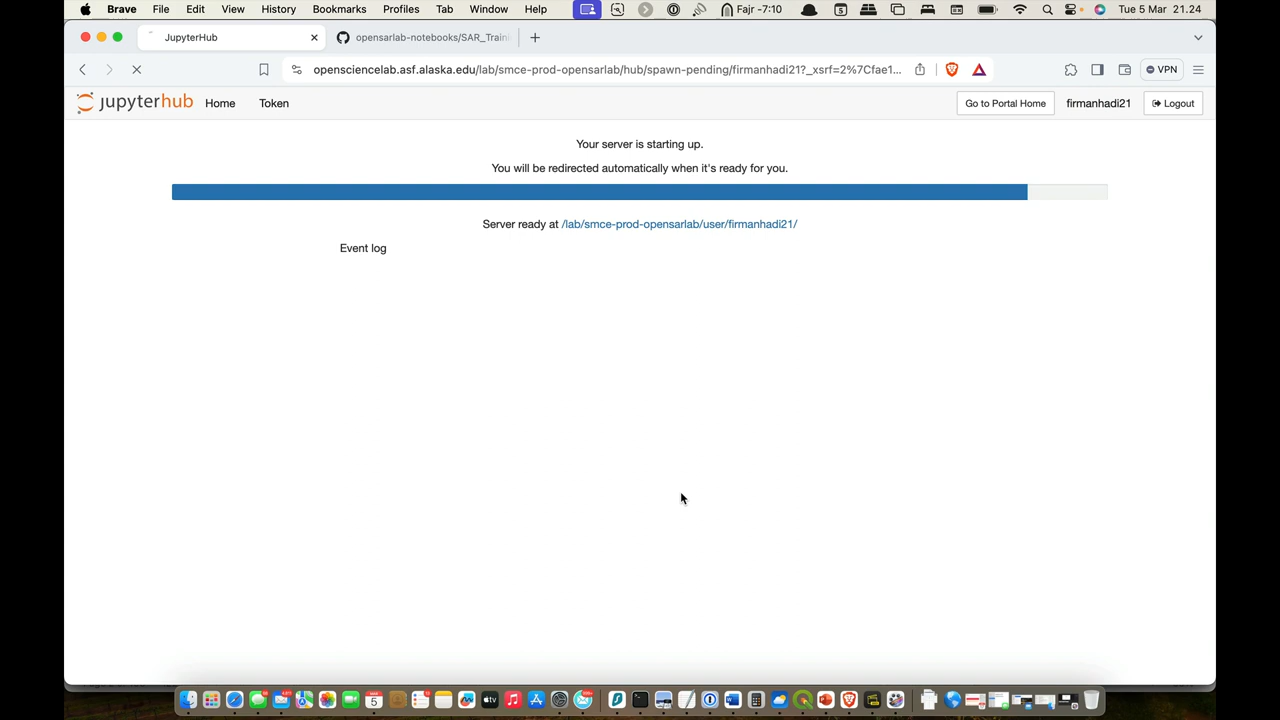 Brave File Edit View History Bookmarks Profiles Tab Window Help Fajr -7:10 Tue 5 Mar 21.24
JupyterHub opensarlab-notebooks/SAR_Train
opensciencelab.asf.alaska.edu/lab/smce-prod-opensarlab/hub/spawn-pending/firmanhadi21?_xsrf=2%7Cfae1... VPN
jupyterhub Home Token Go to Portal Home firmanhadi21 Logout
Your server is starting up.
You will be redirected automatically when it's ready for you.
Server ready at /lab/smce-prod-opensarlab/user/firmanhadi21/
Event log